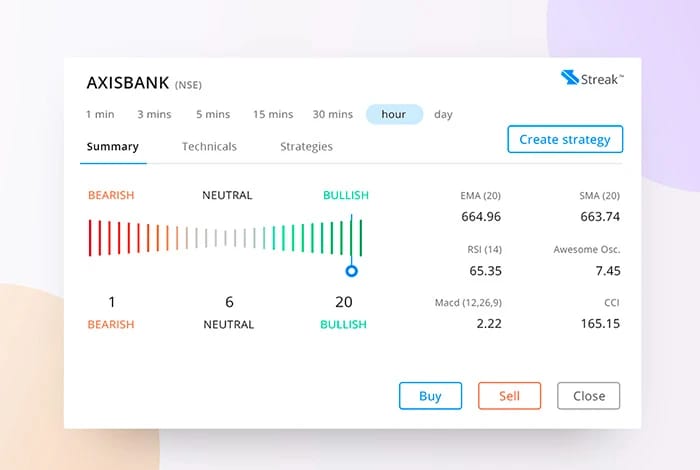 AXISBANK (NSE)
Streak™
1 min 3 mins 5 mins 15 mins 30 mins hour day
Summary Technicals Strategies
Create strategy
BEARISH NEUTRAL BULLISH
1 6 20
BEARISH NEUTRAL BULLISH
EMA (20) SMA (20)
664.96 663.74
RSI (14) Awesome Osc.
65.35 7.45
Macd (12,26,9) CCI
2.22 165.15
Buy Sell Close